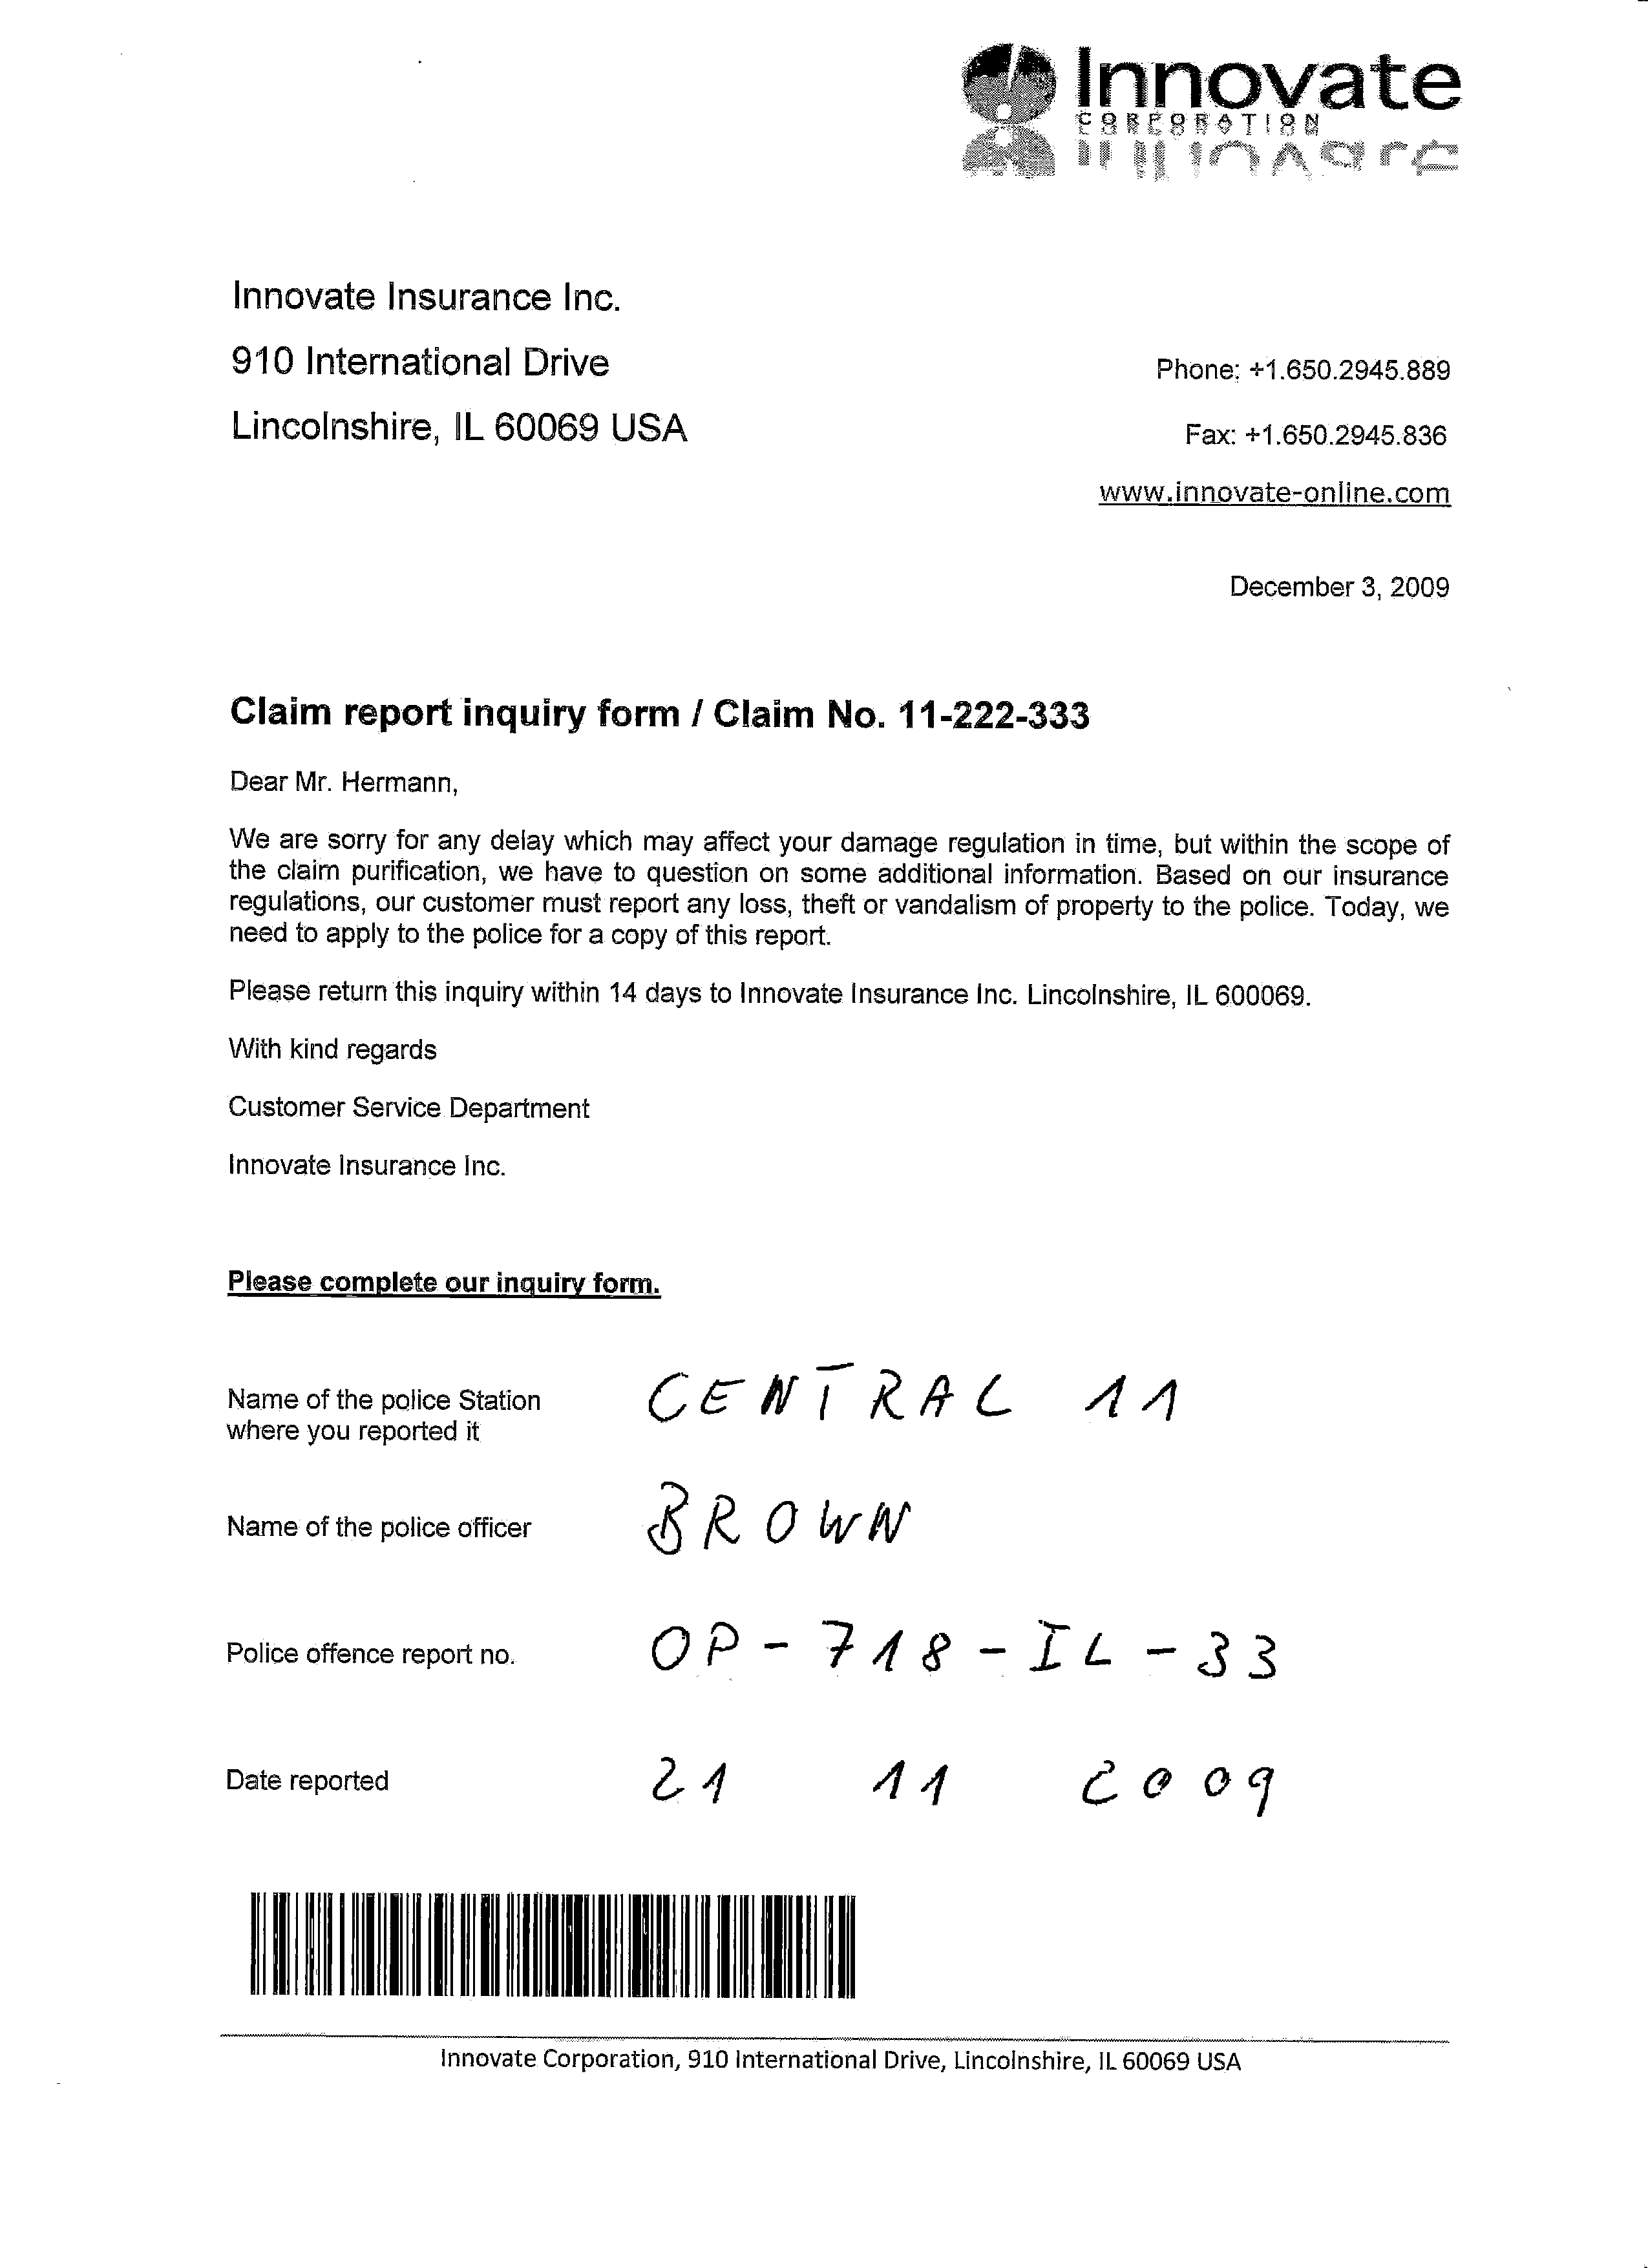 Innovate
CORPORATION
Innovate Insurance Inc.
910 International Drive
Lincolnshire, IL 60069 USA
Phone: +1.650.2945.889
Fax: +1.650.2945.836
www.innovate-online.com
December 3, 2009
Claim report inquiry form / Claim No. 11-222-333
Dear Mr. Hermann,
We are sorry for any delay which may affect your damage regulation in time, but within the scope of
the claim purification, we have to question on some additional information. Based on our insurance
regulations, our customer must report any loss, theft or vandalism of property to the police. Today, we
need to apply to the police for a copy of this report.
Please return this inquiry within 14 days to Innovate Insurance Inc. Lincolnshire, IL 600069.
With kind regards
Customer Service Department
Innovate Insurance Inc.
Please complete our inquiry form.
Name of the police Station CENTRAL 11
where you reported it
Name of the police officer BROWN
Police offence report no. OP-718-IL-33
Date reported 21 11 2009
Innovate Corporation, 910 International Drive, Lincolnshire, IL 60069 USA